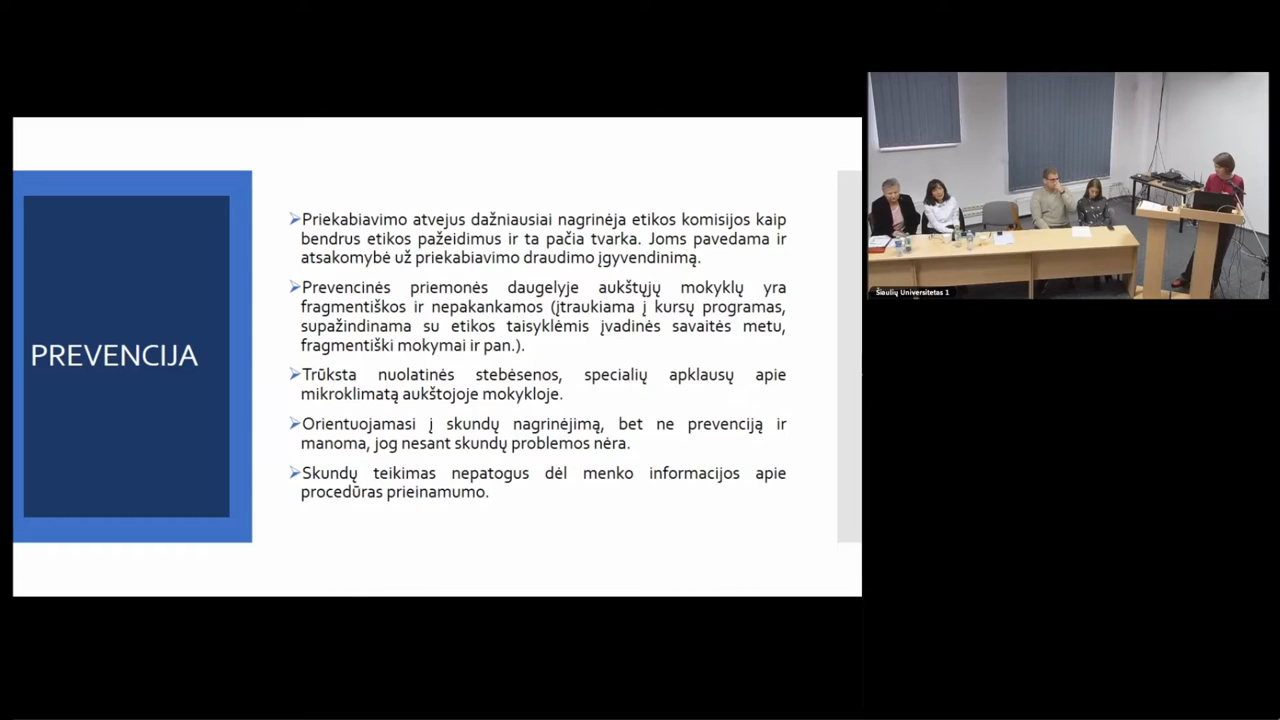 PREVENCIJA
➢Priekabiavimo atvejus dažniausiai nagrinėja etikos komisijos kaip
bendrus etikos pažeidimus ir ta pačia tvarka. Joms pavedama ir
atsakomybė už priekabiavimo draudimo įgyvendinimą.
➢Prevencinės priemonės daugelyje aukštųjų mokyklų yra
fragmentiškos ir nepakankamos (įtraukiama į kursų programas,
supažindinama su etikos taisyklėmis įvadinės savaitės metu,
fragmentiški mokymai ir pan.).
➢Trūksta nuolatinės stebėsenos, specialių apklausų apie
mikroklimatą aukštojoje mokykloje.
➢Orientuojamasi į skundų nagrinėjimą, bet ne prevenciją ir
manoma, jog nesant skundų problemos nėra.
➢Skundų teikimas nepatogus dėl menko informacijos apie
procedūras prieinamumo.
Šiaulių Universitetas 1